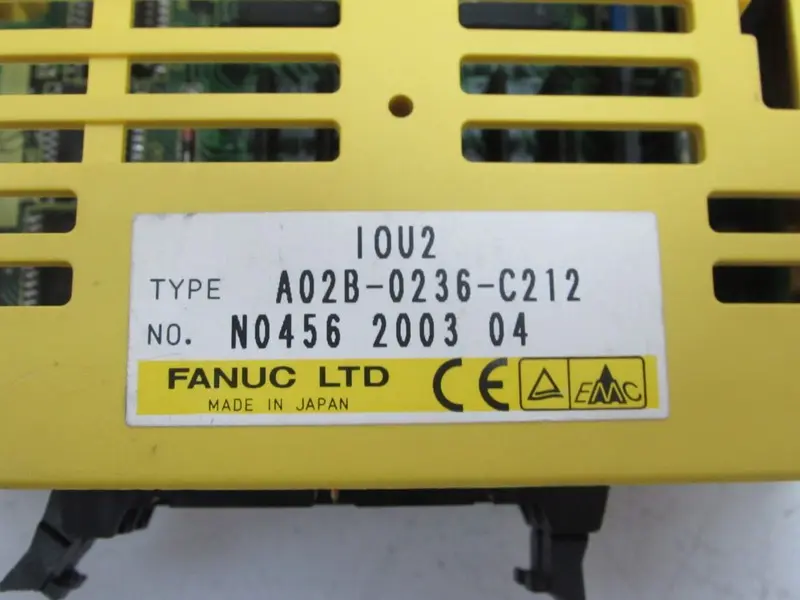 IOU2
TYPE A02B-0236-C212
NO. N0456 2003 04
FANUC LTD CE EMC
MADE IN JAPAN